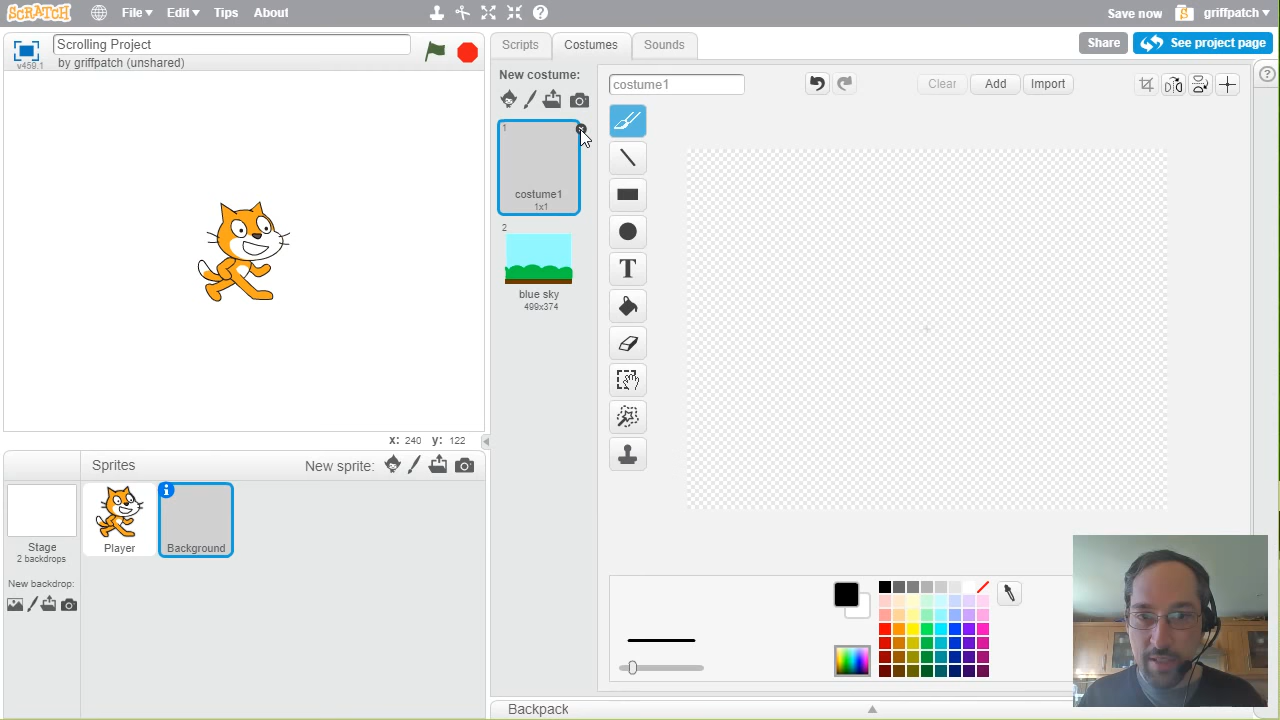 SCRATCH File▾ Edit▾ Tips About Save now griffpatch▾
v459.1 Scrolling Project
by griffpatch (unshared)
Scripts Costumes Sounds Share See project page
New costume:
costume1 Clear Add Import
1
costume1
1x1
2
blue sky
499x374
T
x: 240 y: 122
Sprites New sprite:
Stage
2 backdrops
New backdrop:
Player
Background
Backpack